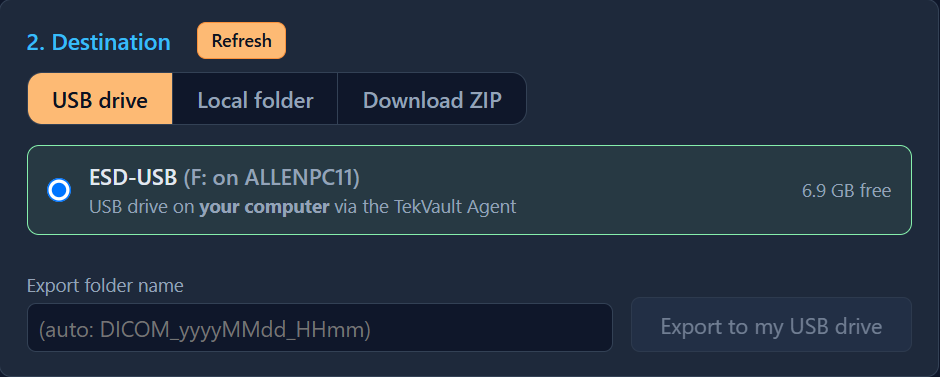 2. Destination Refresh
USB drive Local folder Download ZIP
ESD-USB (F: on ALLENPC11)
USB drive on your computer via the TekVault Agent
6.9 GB free
Export folder name
(auto: DICOM_yyyyMMdd_HHmm)
Export to my USB drive